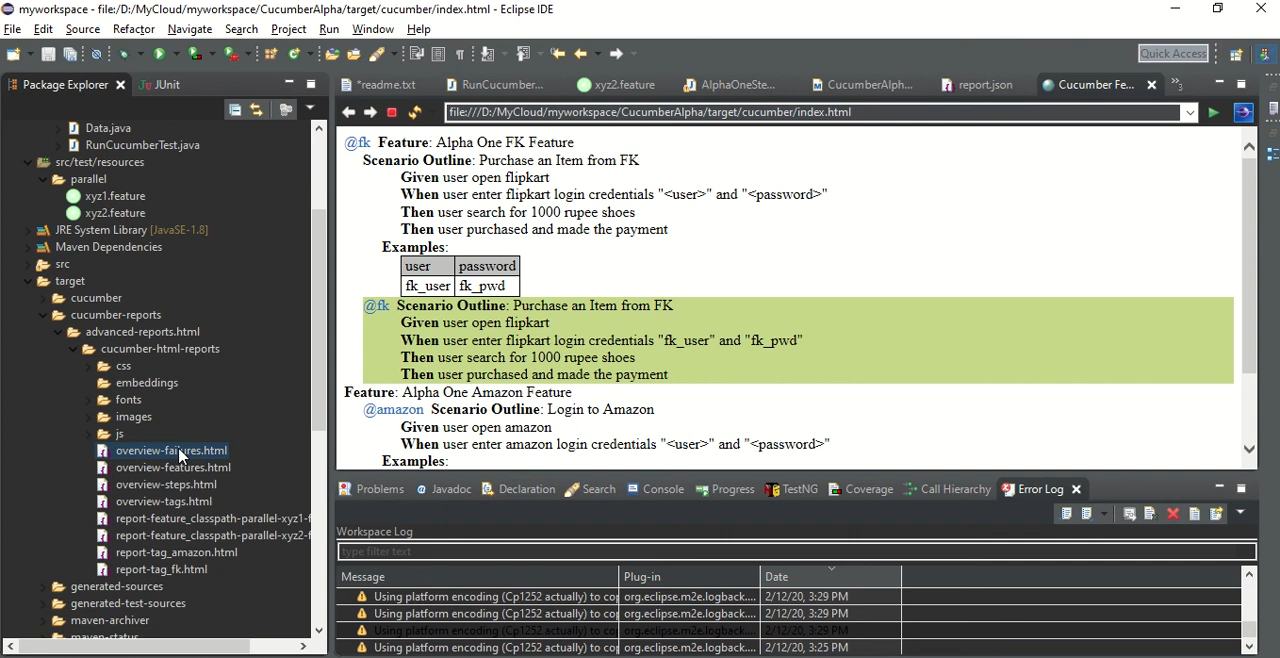 myworkspace - file:/D:/MyCloud/myworkspace/CucumberAlpha/target/cucumber/index.html - Eclipse IDE
File Edit Source Refactor Navigate Search Project Run Window Help
Quick Access
Package Explorer JUnit
*readme.txt RunCucumber... xyz2.feature AlphaOneSte... CucumberAlph... report.json Cucumber Fe... 3
file:///D:/MyCloud/myworkspace/CucumberAlpha/target/cucumber/index.html
Data.java
RunCucumberTest.java
src/test/resources
parallel
xyz1.feature
xyz2.feature
JRE System Library [JavaSE-1.8]
Maven Dependencies
src
target
cucumber
cucumber-reports
advanced-reports.html
cucumber-html-reports
css
embeddings
fonts
images
js
overview-failures.html
overview-features.html
overview-steps.html
overview-tags.html
report-feature_classpath-parallel-xyz1-f
report-feature_classpath-parallel-xyz2-f
report-tag_amazon.html
report-tag_fk.html
generated-sources
generated-test-sources
maven-archiver
maven-status
@fk Feature: Alpha One FK Feature
Scenario Outline: Purchase an Item from FK
Given user open flipkart
When user enter flipkart login credentials "<user>" and "<password>"
Then user search for 1000 rupee shoes
Then user purchased and made the payment
Examples:
user password
fk_user fk_pwd
@fk Scenario Outline: Purchase an Item from FK
Given user open flipkart
When user enter flipkart login credentials "fk_user" and "fk_pwd"
Then user search for 1000 rupee shoes
Then user purchased and made the payment
Feature: Alpha One Amazon Feature
@amazon Scenario Outline: Login to Amazon
Given user open amazon
When user enter amazon login credentials "<user>" and "<password>"
Examples:
Problems Javadoc Declaration Search Console Progress TestNG Coverage Call Hierarchy Error Log
Workspace Log
type filter text
Message Plug-in Date
Using platform encoding (Cp1252 actually) to cop org.eclipse.m2e.logback.... 2/12/20, 3:29 PM
Using platform encoding (Cp1252 actually) to cop org.eclipse.m2e.logback.... 2/12/20, 3:29 PM
Using platform encoding (Cp1252 actually) to cop org.eclipse.m2e.logback.... 2/12/20, 3:29 PM
Using platform encoding (Cp1252 actually) to cop org.eclipse.m2e.logback.... 2/12/20, 3:25 PM